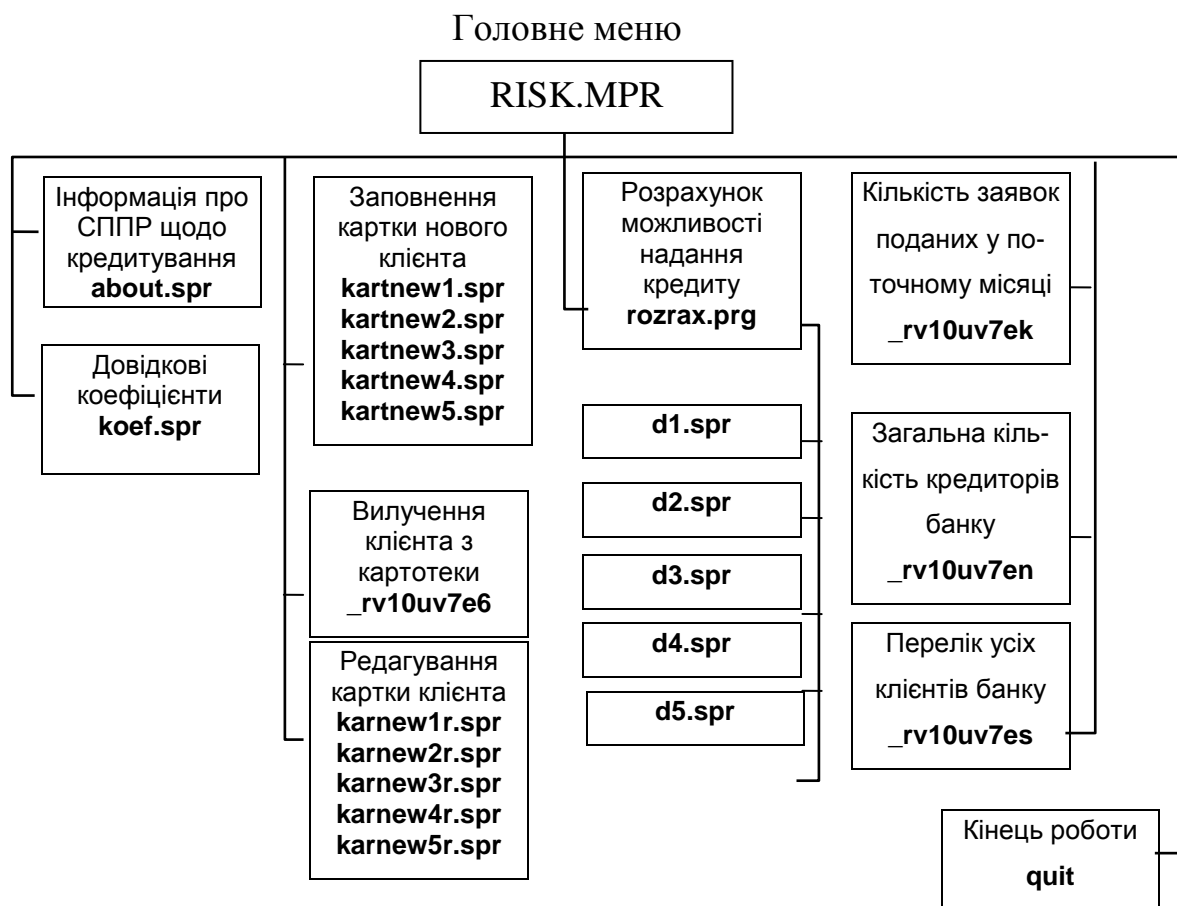 Головне меню
RISK.MPR
Інформація про
СППР щодо
кредитування
about.spr
Довідкові
коефіцієнти
koef.spr
Заповнення
картки нового
клієнта
kartnew1.spr
kartnew2.spr
kartnew3.spr
kartnew4.spr
kartnew5.spr
Вилучення
клієнта з
картотеки
_rv10uv7e6
Редагування
картки клієнта
karnew1r.spr
karnew2r.spr
karnew3r.spr
karnew4r.spr
karnew5r.spr
Розрахунок
можливості
надання
кредиту
rozrax.prg
d1.spr
d2.spr
d3.spr
d4.spr
d5.spr
Кількість заявок
поданих у по-
точному місяці
_rv10uv7ek
Загальна кіль-
кість кредиторів
банку
_rv10uv7en
Перелік усіх
клієнтів банку
_rv10uv7es
Кінець роботи
quit